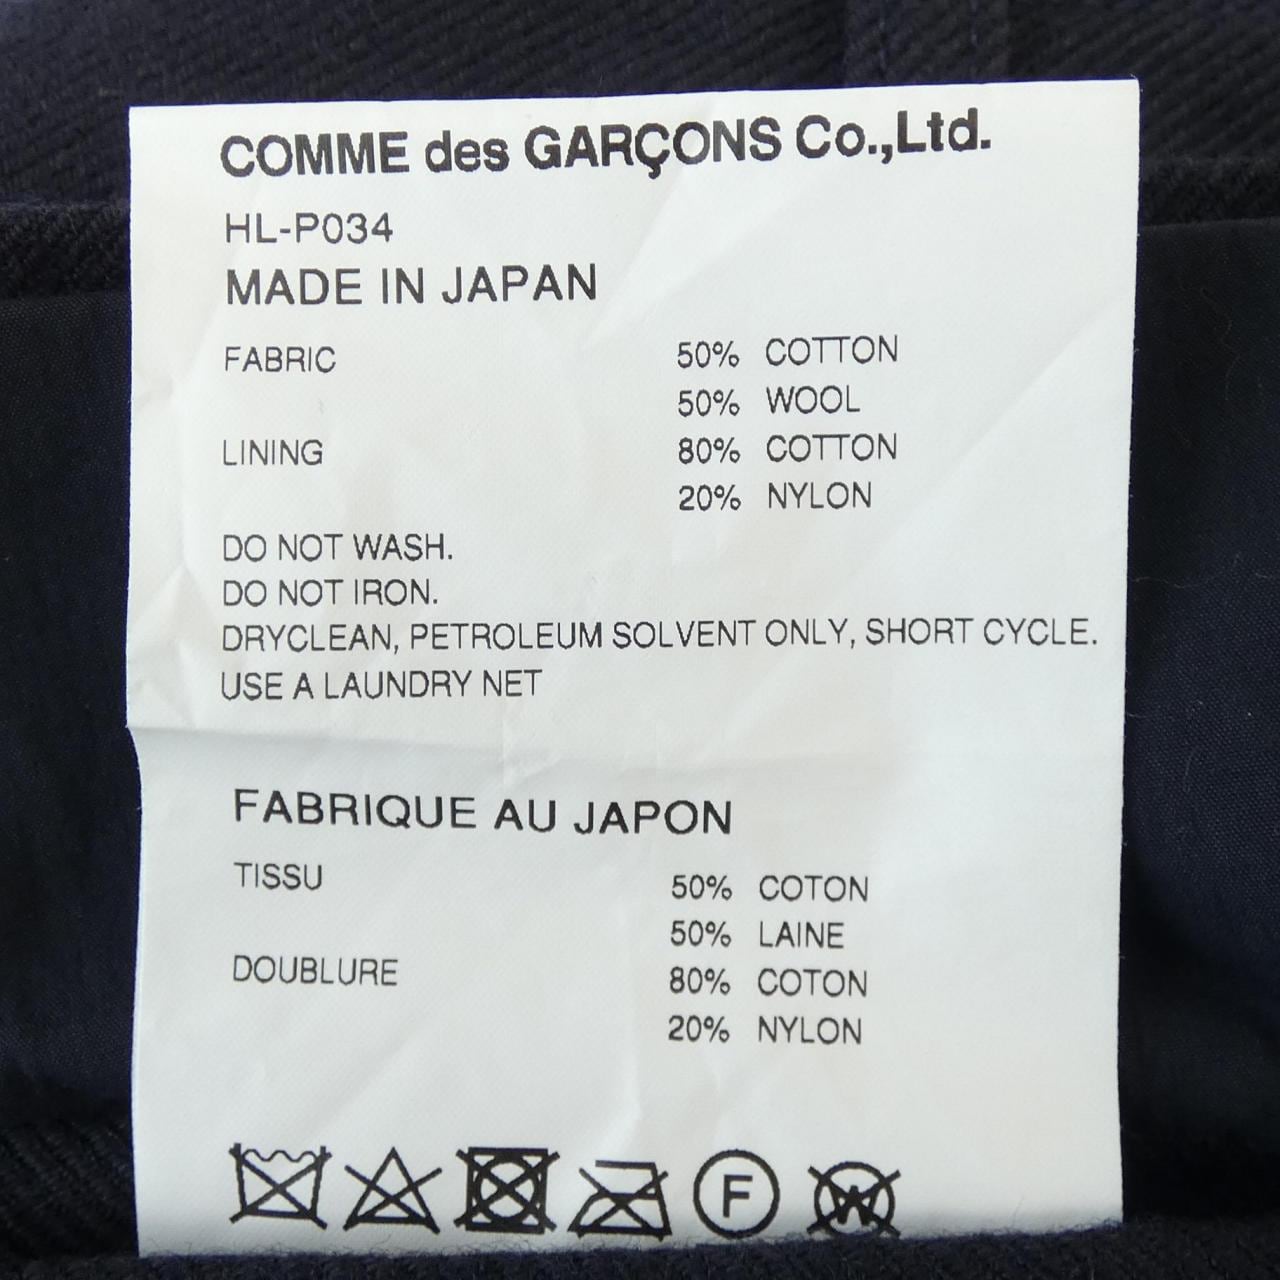 COMME des GARÇONS Co.,Ltd.
HL-P034
MADE IN JAPAN
FABRIC 50% COTTON
50% WOOL
LINING 80% COTTON
20% NYLON
DO NOT WASH.
DO NOT IRON.
DRYCLEAN, PETROLEUM SOLVENT ONLY, SHORT CYCLE.
USE A LAUNDRY NET
FABRIQUE AU JAPON
TISSU 50% COTON
50% LAINE
DOUBLURE 80% COTON
20% NYLON
F W